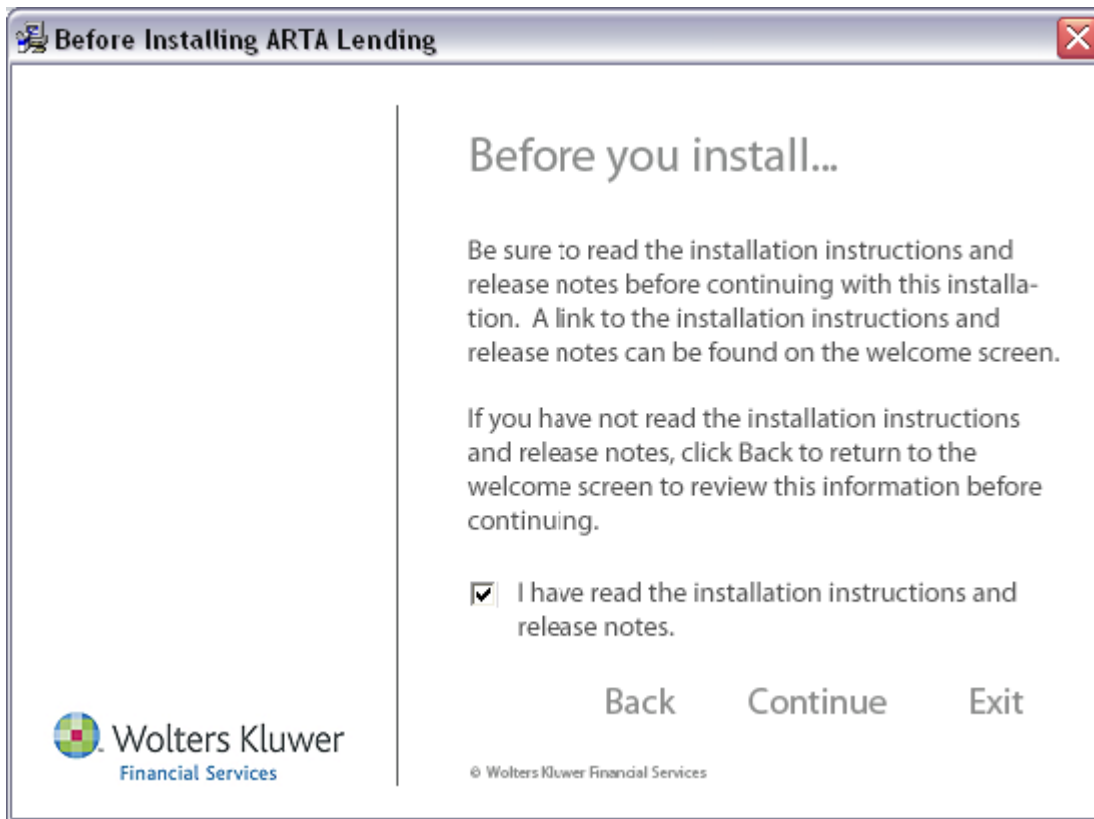 Before Installing ARTA Lending
Before you install...
Be sure to read the installation instructions and
release notes before continuing with this installa-
tion.  A link to the installation instructions and
release notes can be found on the welcome screen.
If you have not read the installation instructions
and release notes, click Back to return to the
welcome screen to review this information before
continuing.
I have read the installation instructions and
release notes.
Back Continue Exit
Wolters Kluwer
Financial Services
© Wolters Kluwer Financial Services